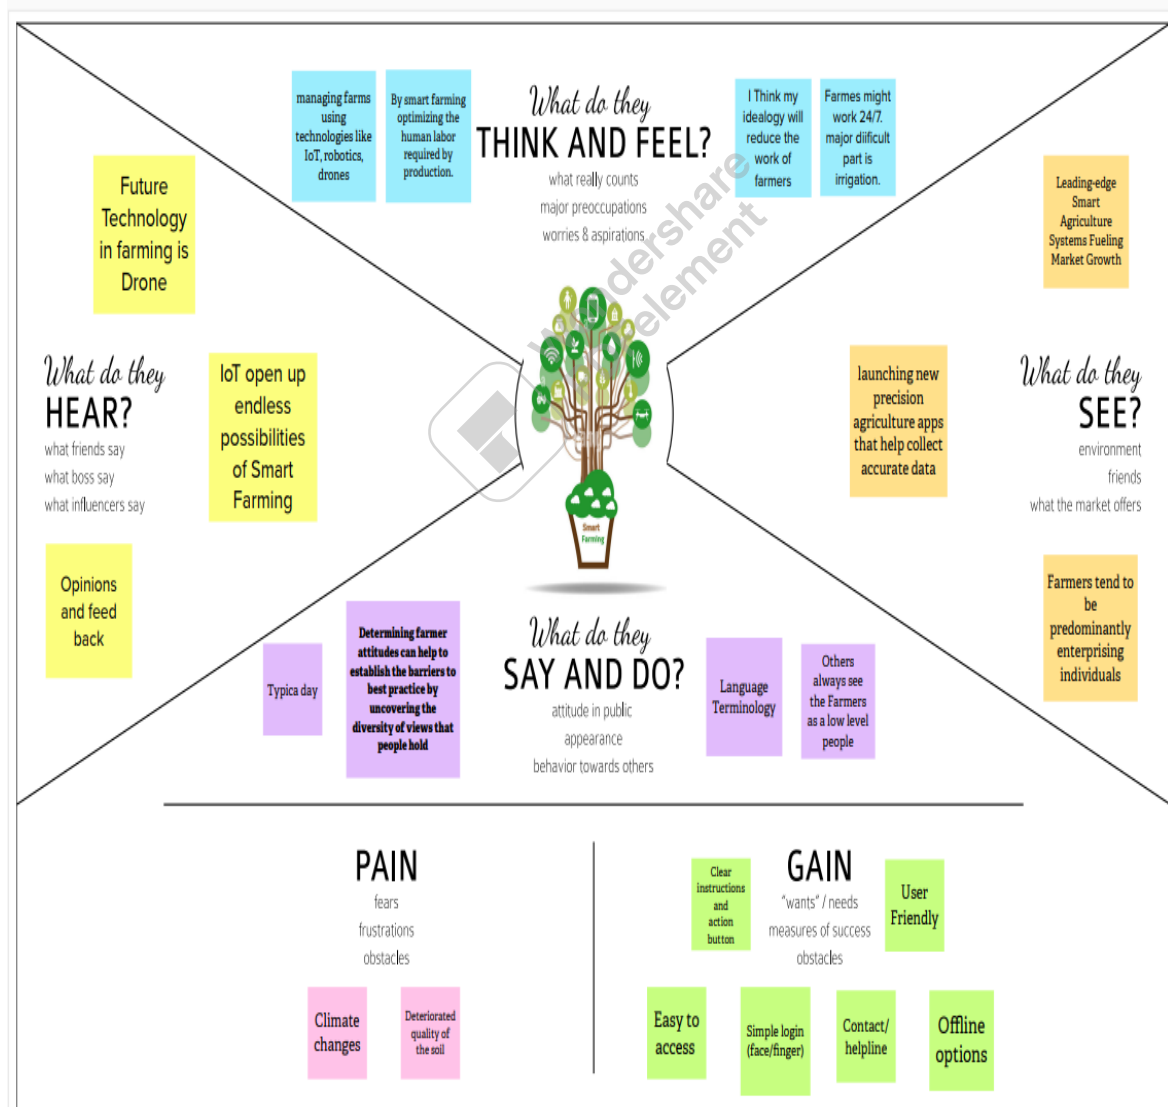 managing farms
using
technologies like
IoT, robotics,
drones
By smart farming
optimizing the
human labor
required by
production.
What do they
THINK AND FEEL?
what really counts
major preoccupations
worries & aspirations
I Think my
idealogy will
reduce the
work of
farmers
Farmes might
work 24/7.
major diificult
part is
irrigation.
Future
Technology
in farming is
Drone
What do they
HEAR?
what friends say
what boss say
what influencers say
IoT open up
endless
possibilities
of Smart
Farming
Opinions
and feed
back
Leading-edge
Smart
Agriculture
Systems Fueling
Market Growth
launching new
precision
agriculture apps
that help collect
accurate data
What do they
SEE?
environment
friends
what the market offers
Farmers tend to
be
predominantly
enterprising
individuals
Smart
Farming
Wondershare
element
Typica day
Determining farmer
attitudes can help to
establish the barriers to
best practice by
uncovering the
diversity of views that
people hold
What do they
SAY AND DO?
attitude in public
appearance
behavior towards others
Language
Terminology
Others
always see
the Farmers
as a low level
people
PAIN
fears
frustrations
obstacles
Climate
changes
Deteriorated
quality of
the soil
GAIN
"wants" / needs
measures of success
obstacles
Clear
instructions
and
action
button
User
Friendly
Easy to
access
Simple login
(face/finger)
Contact/
helpline
Offline
options